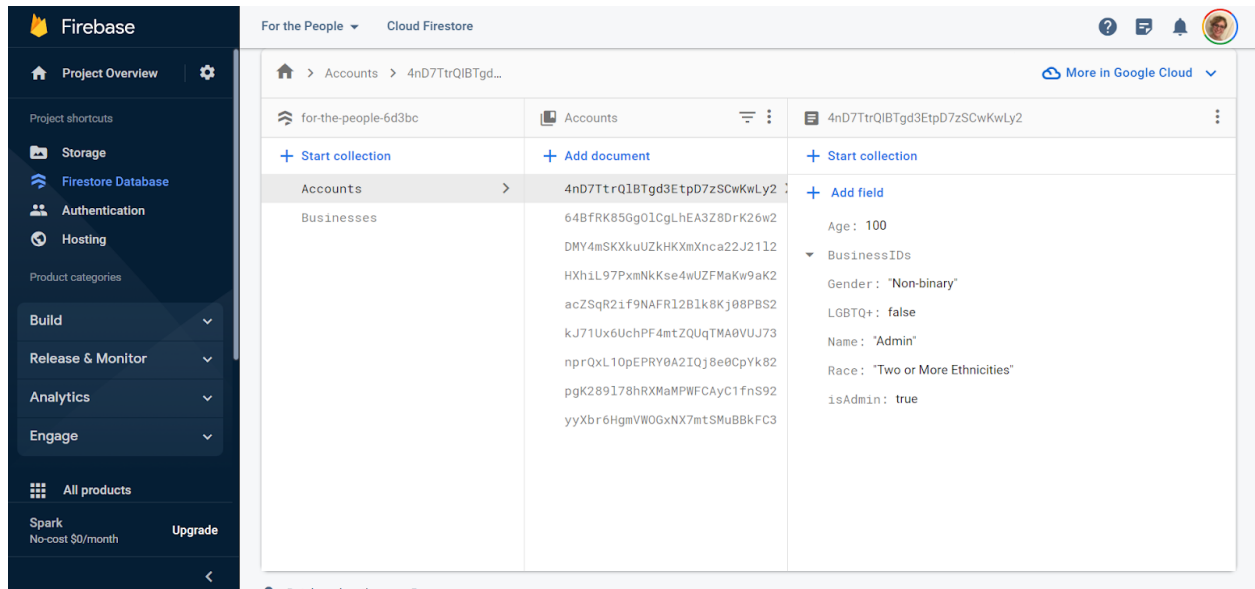 Firebase
For the People
Cloud Firestore
Project Overview
Project shortcuts
Storage
Firestore Database
Authentication
Hosting
Product categories
Build
Release & Monitor
Analytics
Engage
All products
Spark
No-cost $0/month
Upgrade
Accounts
4nD7TtrQlBTgd...
More in Google Cloud
for-the-people-6d3bc
Start collection
Accounts
Businesses
Accounts
Add document
4nD7TtrQlBTgd3EtpD7zSCwKwLy2
64BfRK85GgOlCgLhEA3Z8DrK26w2
DMY4mSKXkuUZkHKXmXnca22J21l2
HXhiL97PxmNkKse4wUZFMaKw9aK2
acZSqR2if9NAFRl2Blk8Kj08PBS2
kJ71Ux6UchPF4mtZQUqTMA0VUJ73
nprQxL1OpEPRY0A2IQj8e0CpYk82
pgK289l78hRXMaMPWFCAyC1fnS92
yyXbr6HgmVWOGxNX7mtSMuBBkFC3
4nD7TtrQlBTgd3EtpD7zSCwKwLy2
Start collection
Add field
Age: 100
BusinessIDs
Gender: "Non-binary"
LGBTQ+: false
Name: "Admin"
Race: "Two or More Ethnicities"
isAdmin: true